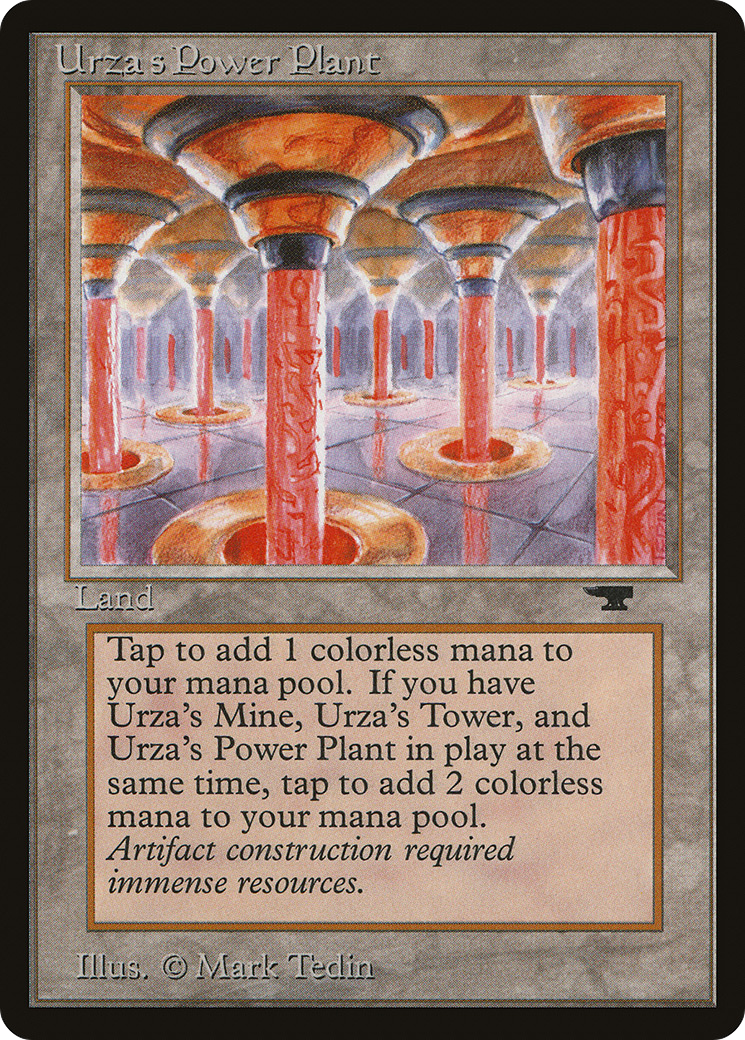 Urza's Power Plant
Land
Tap to add 1 colorless mana to
your mana pool. If you have
Urza's Mine, Urza's Tower, and
Urza's Power Plant in play at the
same time, tap to add 2 colorless
mana to your mana pool.
Artifact construction required
immense resources.
Illus. © Mark Tedin